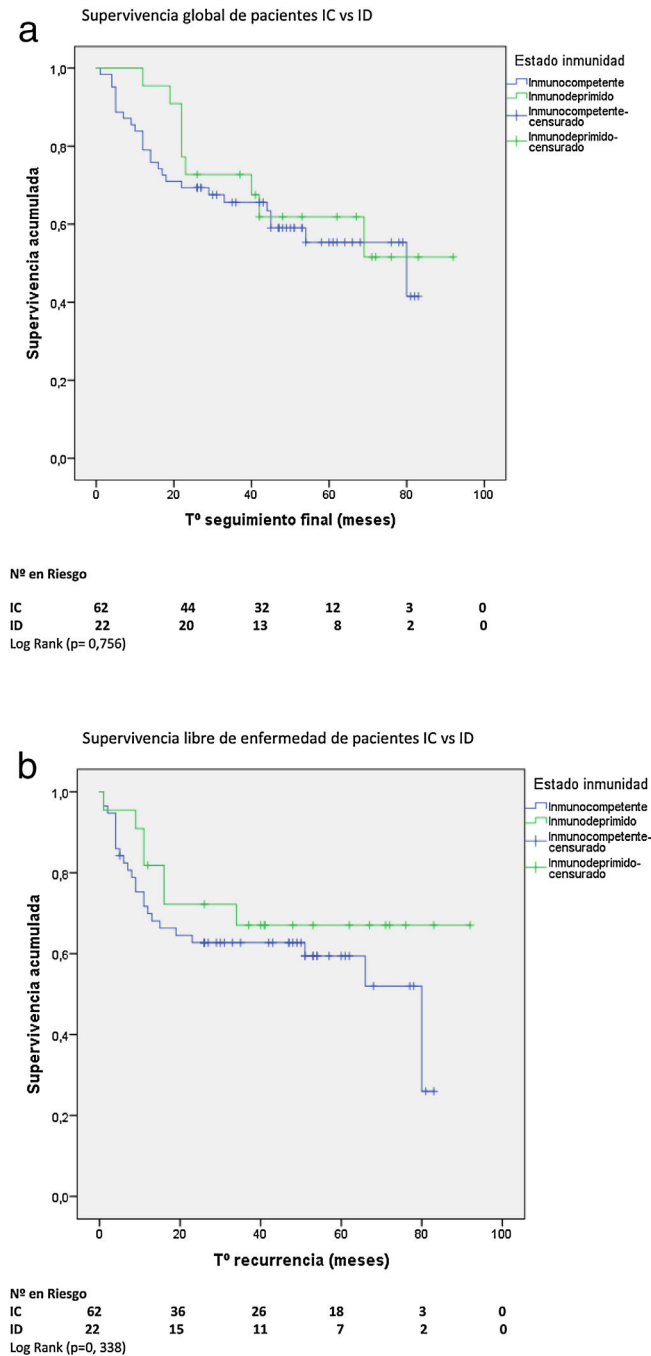 a
Supervivencia global de pacientes IC vs ID
Estado inmunidad
Inmunocompetente
Inmunodeprimido
Inmunocompetente-
censurado
Inmunodeprimido-
censurado
Supervivencia acumulada
1,0
0,8
0,6
0,4
0,2
0,0
0 20 40 60 80 100
Tº seguimiento final (meses)
Nº en Riesgo
IC 62 44 32 12 3 0
ID 22 20 13 8 2 0
Log Rank (p= 0,756)
Supervivencia libre de enfermedad de pacientes IC vs ID
b
Estado inmunidad
Inmunocompetente
Inmunodeprimido
Inmunocompetente-
censurado
Inmunodeprimido-
censurado
Supervivencia acumulada
1,0
0,8
0,6
0,4
0,2
0,0
0 20 40 60 80 100
Tº recurrencia (meses)
Nº en Riesgo
IC 62 36 26 18 3 0
ID 22 15 11 7 2 0
Log Rank (p=0, 338)